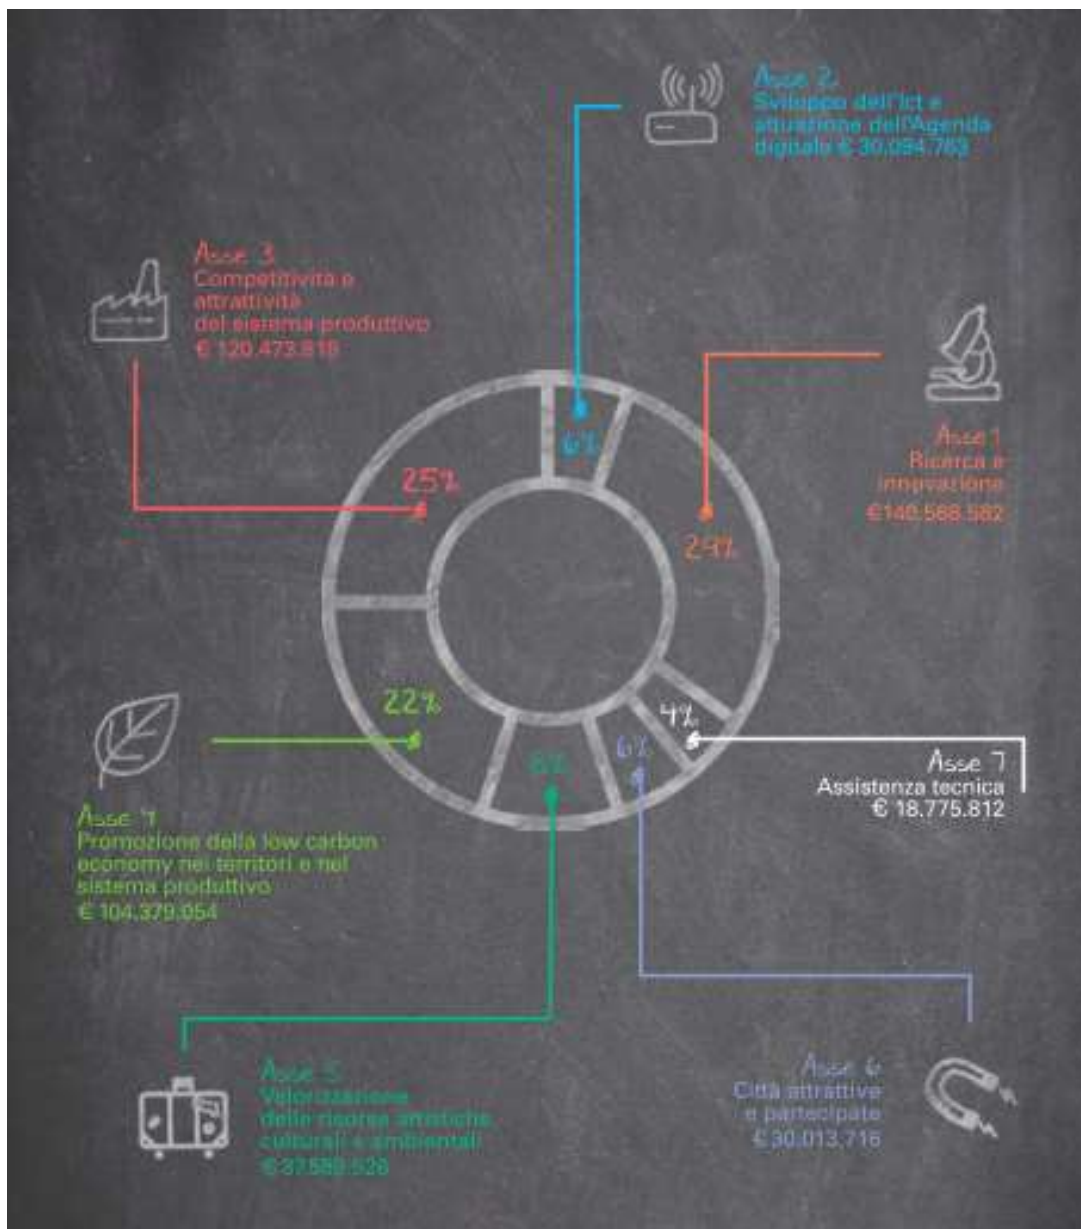 Asse 2
Sviluppo dell'Ict e
attuazione dell'Agenda
digitale € 30.094.763
Asse 3
Competitività e
attrattività
del sistema produttivo
€ 120.473.818
Asse 1
Ricerca e
innovazione
€140.568.582
6%
25%
29%
22%
4%
6%
8%
Asse 7
Assistenza tecnica
€ 18.775.812
Asse 4
Promozione della low carbon
economy nei territori e nel
sistema produttivo
€ 104.379.054
Asse 5
Valorizzazione
delle risorse artistiche,
culturali e ambientali
€ 37.589.528
Asse 6
Città attrattive
e partecipate
€ 30.013.716